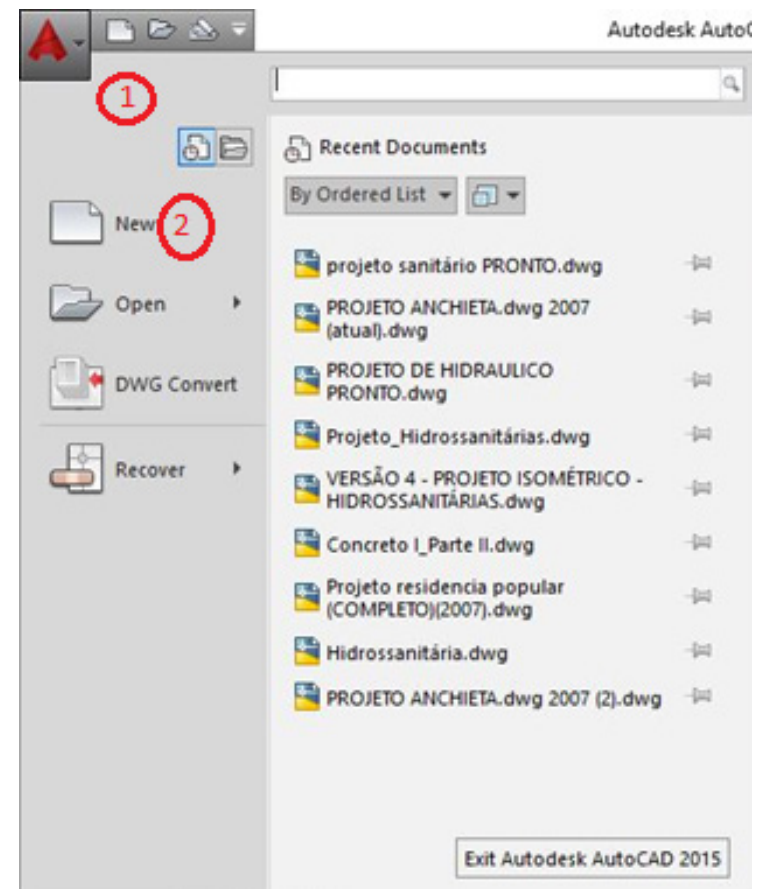 Autodesk Auto
1
Recent Documents
By Ordered List
New
2
Open
DWG Convert
Recover
projeto sanitário PRONTO.dwg
PROJETO ANCHIETA.dwg 2007
(atual).dwg
PROJETO DE HIDRAULICO
PRONTO.dwg
Projeto_Hidrossanitárias.dwg
VERSÃO 4 - PROJETO ISOMÉTRICO -
HIDROSSANITÁRIAS.dwg
Concreto I_Parte II.dwg
Projeto residencia popular
(COMPLETO)(2007).dwg
Hidrossanitária.dwg
PROJETO ANCHIETA.dwg 2007 (2).dwg
Exit Autodesk AutoCAD 2015